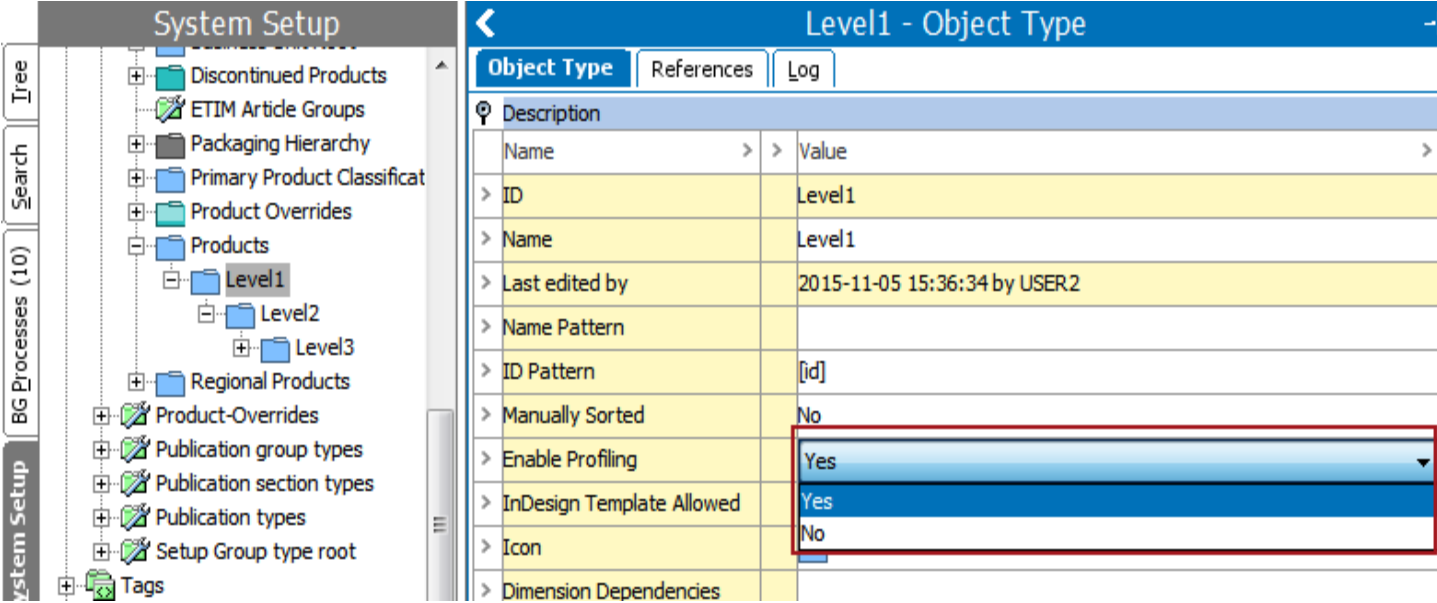 System Setup
Tree
Search
BG Processes (10)
System Setup
Discontinued Products
ETIM Article Groups
Packaging Hierarchy
Primary Product Classificat
Product Overrides
Products
Level1
Level2
Level3
Regional Products
Product-Overrides
Publication group types
Publication section types
Publication types
Setup Group type root
Tags
Level1 - Object Type
Object Type References Log
Description
Name > > Value >
> ID Level1
> Name Level1
> Last edited by 2015-11-05 15:36:34 by USER2
> Name Pattern
> ID Pattern [id]
> Manually Sorted No
> Enable Profiling Yes
> InDesign Template Allowed Yes
No
> Icon
> Dimension Dependencies